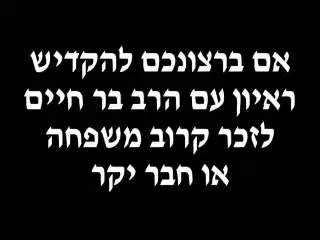 אם ברצונכם להקדיש
ראיון עם הרב בר חיים
לזכר קרוב משפחה
או חבר יקר